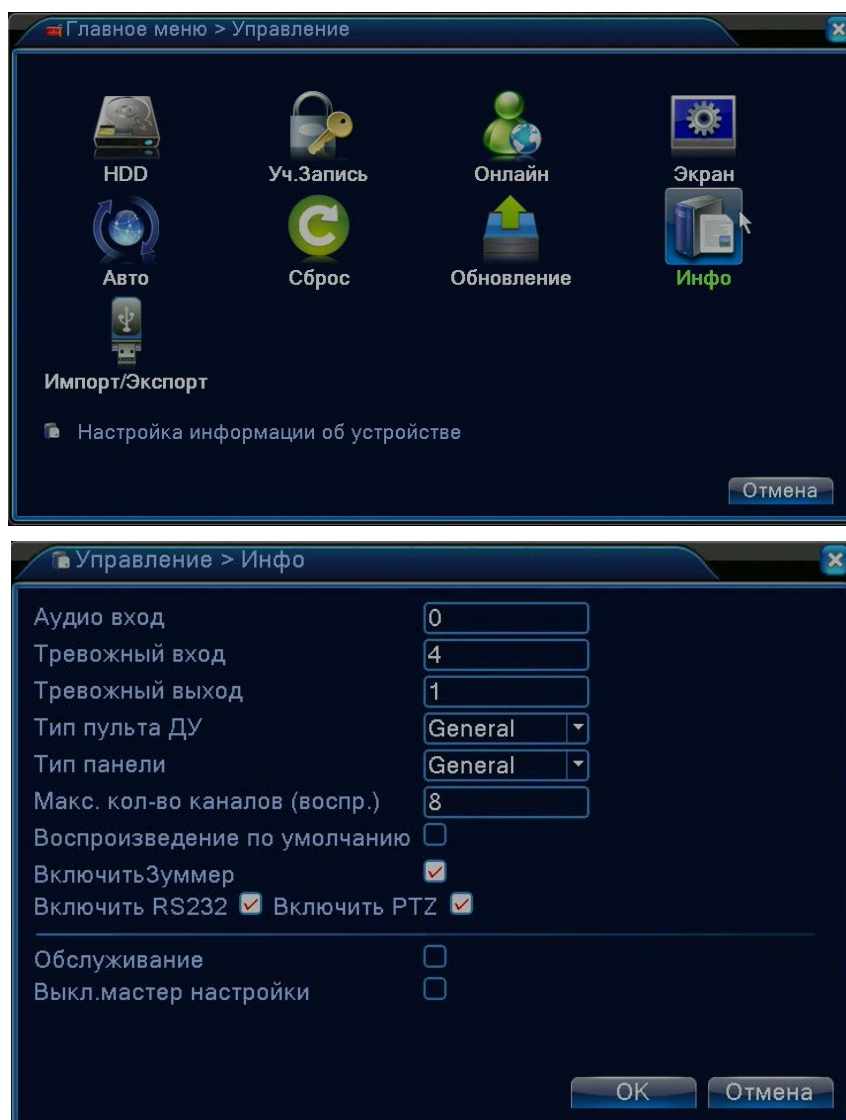 Главное меню > Управление
HDD Уч.Запись Онлайн Экран
Авто Сброс Обновление Инфо
Импорт/Экспорт
Настройка информации об устройстве
Отмена
Управление > Инфо
Аудио вход 0
Тревожный вход 4
Тревожный выход 1
Тип пульта ДУ General
Тип панели General
Макс. кол-во каналов (воспр.) 8
Воспроизведение по умолчанию
ВключитьЗуммер
Включить RS232 Включить PTZ
Обслуживание
Выкл.мастер настройки
OK Отмена